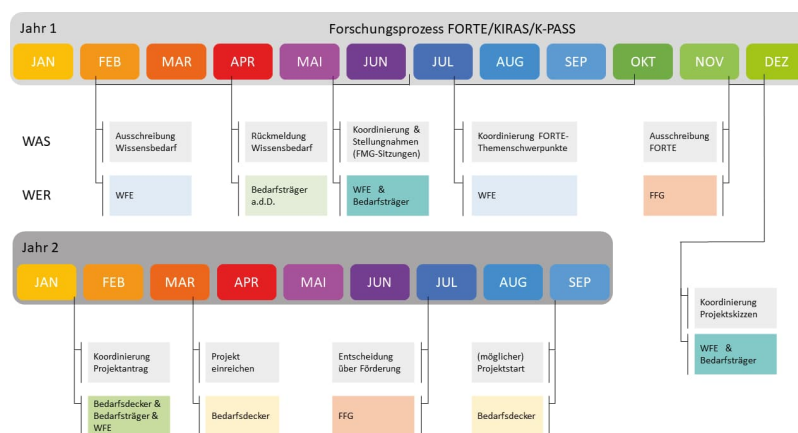 Jahr 1
Forschungsprozess FORTE/KIRAS/K-PASS
JAN FEB MAR APR MAI JUN JUL AUG SEP OKT NOV DEZ
WAS
Ausschreibung
Wissensbedarf
Rückmeldung
Wissensbedarf
Koordinierung &
Stellungnahmen
(FMG-Sitzungen)
Koordinierung FORTE-
Themenschwerpunkte
Ausschreibung
FORTE
WER
WFE
Bedarfsträger
a.d.D.
WFE &
Bedarfsträger
WFE
FFG
Jahr 2
JAN FEB MAR APR MAI JUN JUL AUG SEP
Koordinierung
Projektskizzen
WFE &
Bedarfsträger
Koordinierung
Projektantrag
Projekt
einreichen
Entscheidung
über Förderung
(möglicher)
Projektstart
Bedarfsdecker &
Bedarfsträger &
WFE
Bedarfsdecker
FFG
Bedarfsdecker